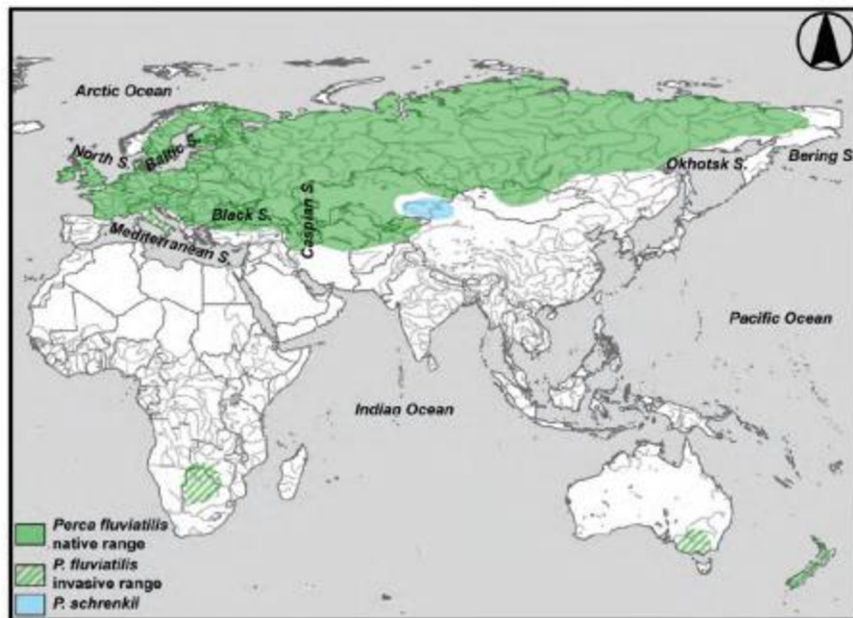 Arctic Ocean
North S.
Baltic S.
Okhotsk S.
Bering S.
Black S.
Caspian S.
Mediterranean S.
Pacific Ocean
Indian Ocean
Perca fluviatilis
native range
P. fluviatilis
invasive range
P. schrenkii